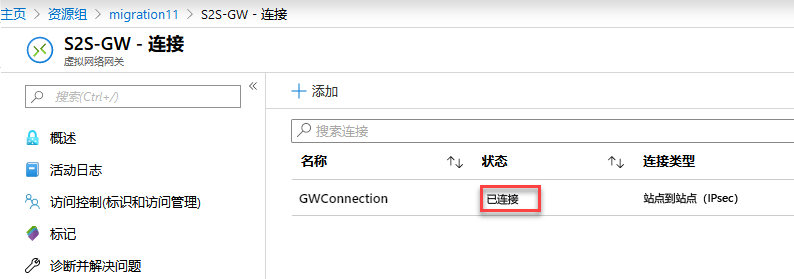 主页 > 资源组 > migration11 > S2S-GW - 连接
S2S-GW - 连接
虚拟网络网关
搜索(Ctrl+/)
«
概述
活动日志
访问控制(标识和访问管理)
标记
诊断并解决问题
+ 添加
搜索连接
名称 ↑↓ 状态 ↑↓ 连接类型
GWConnection 已连接 站点到站点（IPsec）